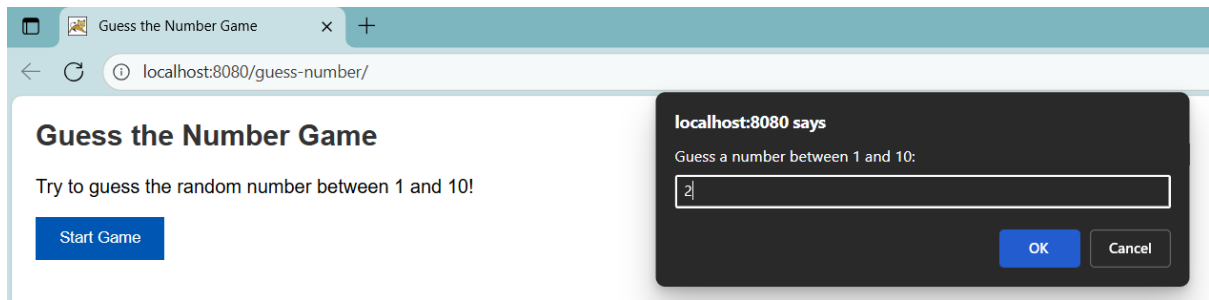 Guess the Number Game
localhost:8080/guess-number/
Guess the Number Game
Try to guess the random number between 1 and 10!
Start Game
localhost:8080 says
Guess a number between 1 and 10:
2
OK Cancel